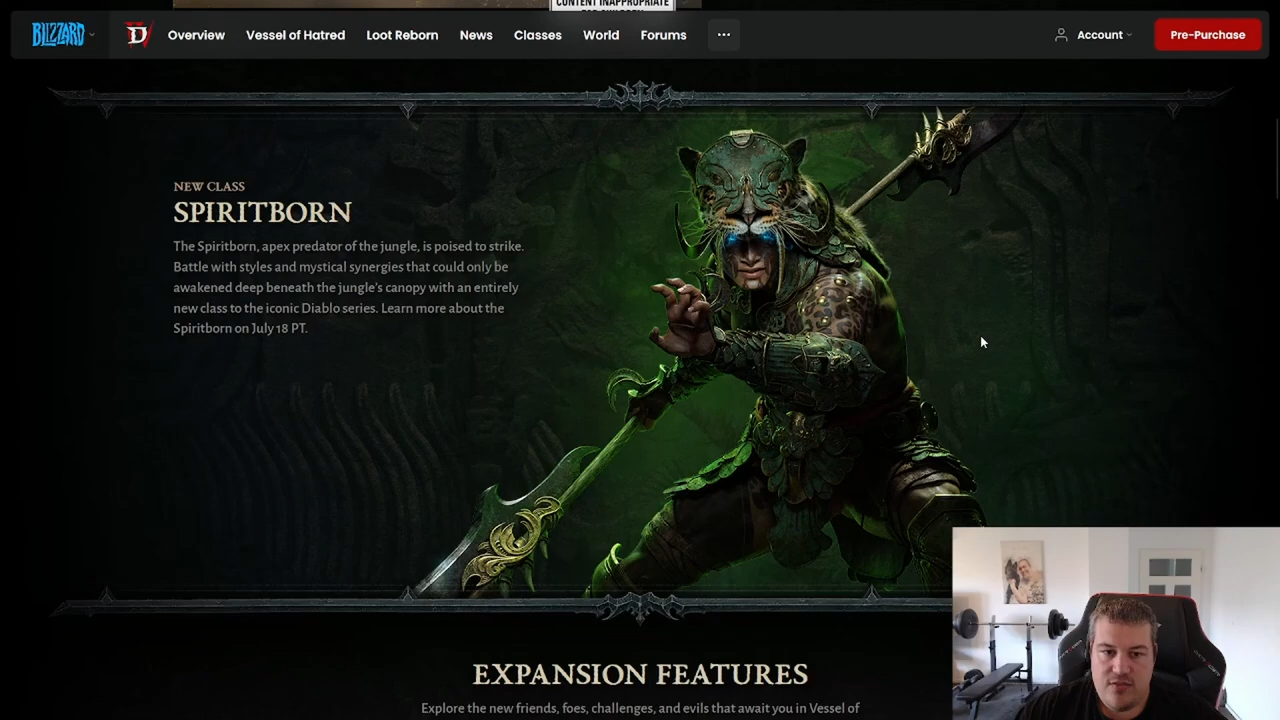 CONTENT INAPPROPRIATE
BLIZZARD
Overview
Vessel of Hatred
Loot Reborn
News
Classes
World
Forums
Account
Pre-Purchase
NEW CLASS
SPIRITBORN
The Spiritborn, apex predator of the jungle, is poised to strike.
Battle with styles and mystical synergies that could only be
awakened deep beneath the jungle's canopy with an entirely
new class to the iconic Diablo series. Learn more about the
Spiritborn on July 18 PT.
EXPANSION FEATURES
Explore the new friends, foes, challenges, and evils that await you in Vessel of